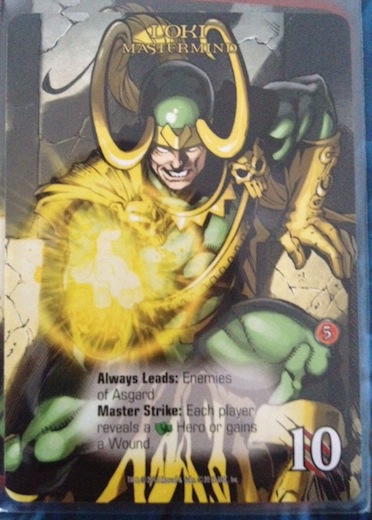 LOKI
MASTERMIND
5
Always Leads: Enemies
of Asgard
Master Strike: Each player
reveals a Hero or gains
a Wound.
10